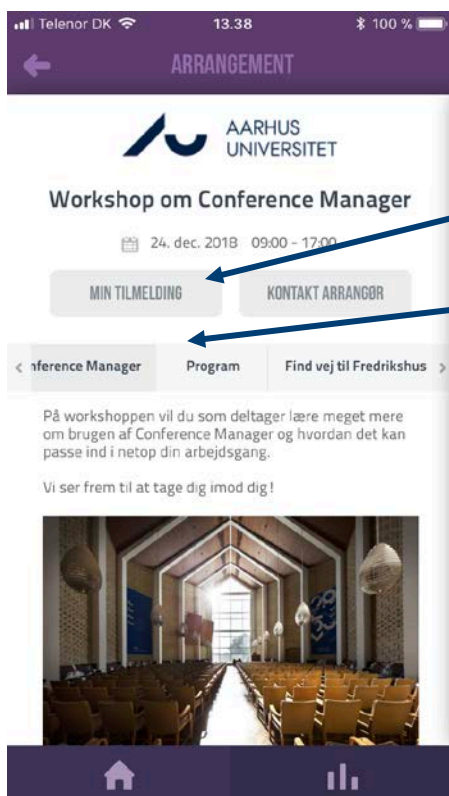 Telenor DK 13.38 100 %
ARRANGEMENT
AARHUS
UNIVERSITET
Workshop om Conference Manager
24. dec. 2018 09:00 - 17:00
MIN TILMELDING KONTAKT ARRANGØR
nference Manager Program Find vej til Fredrikshus
På workshoppen vil du som deltager lære meget mere
om brugen af Conference Manager og hvordan det kan
passe ind i netop din arbejdsgang.
Vi ser frem til at tage dig imod dig!